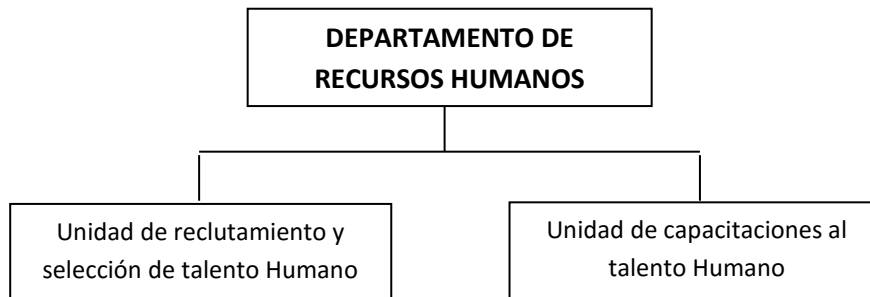 DEPARTAMENTO DE
RECURSOS HUMANOS
Unidad de reclutamiento y
selección de talento Humano
Unidad de capacitaciones al
talento Humano